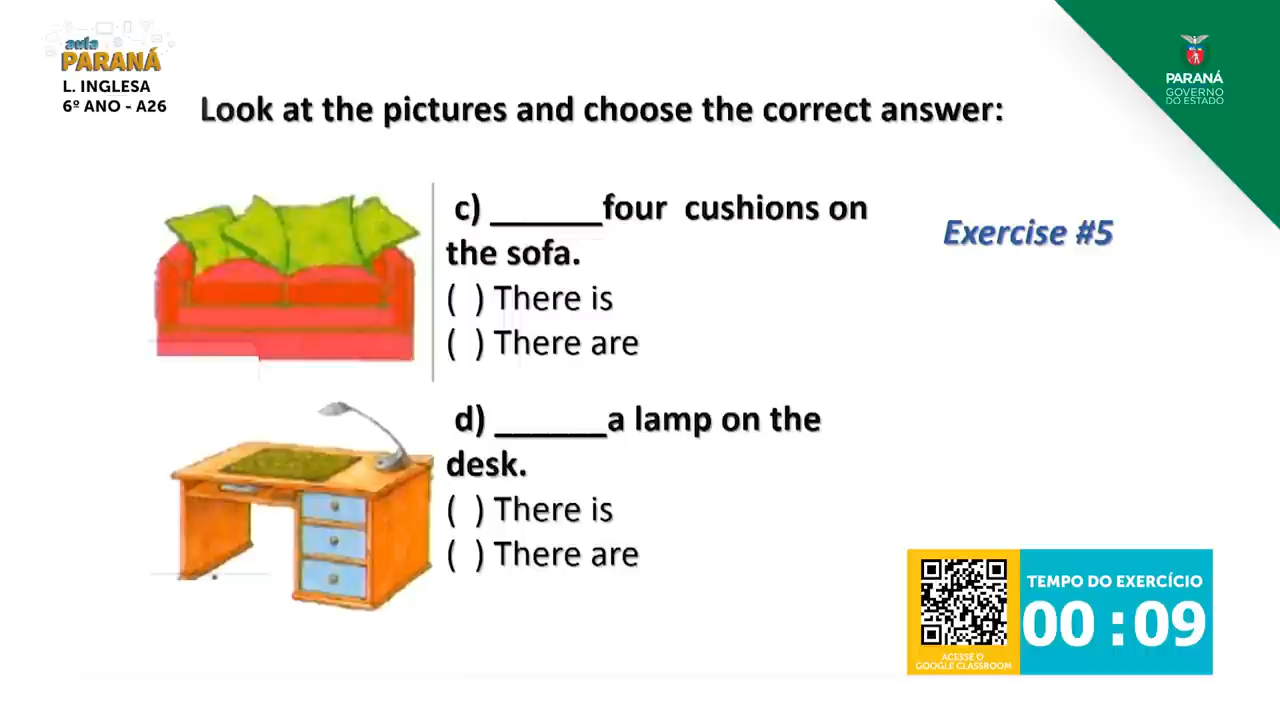 aula
PARANÁ
L. INGLESA
6º ANO - A26
PARANÁ
GOVERNO
DO ESTADO
Look at the pictures and choose the correct answer:
c) ______four cushions on
the sofa.
( ) There is
( ) There are
Exercise #5
d) ______a lamp on the
desk.
( ) There is
( ) There are
TEMPO DO EXERCÍCIO
00 : 09
ACESSE O
GOOGLE CLASSROOM